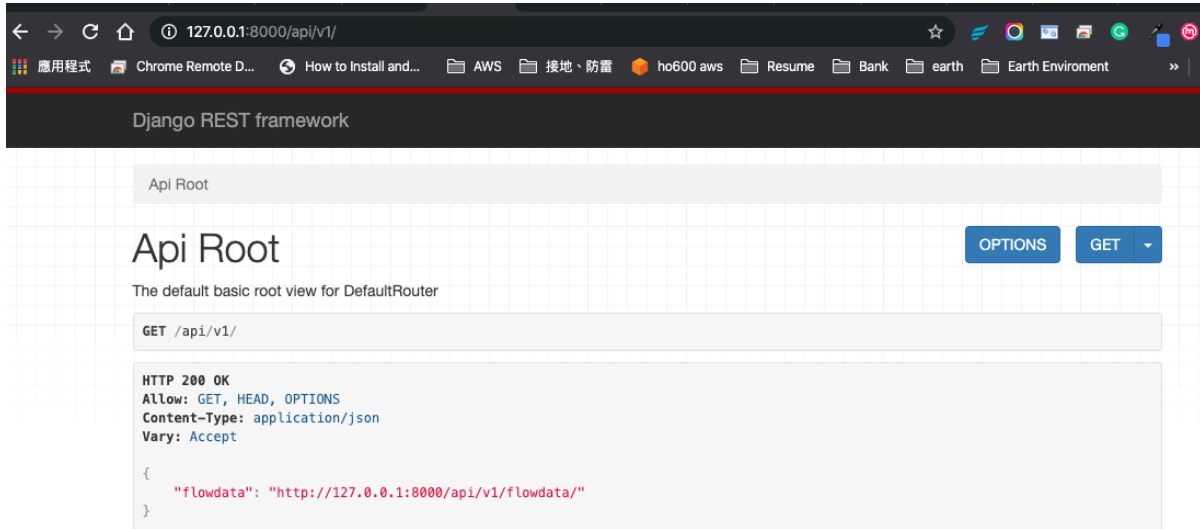 127.0.0.1:8000/api/v1/
應用程式 Chrome Remote D... How to Install and... AWS 接地、防雷 ho600 aws Resume Bank earth Earth Enviroment »
Django REST framework
Api Root
Api Root OPTIONS GET
The default basic root view for DefaultRouter
GET /api/v1/
HTTP 200 OK
Allow: GET, HEAD, OPTIONS
Content-Type: application/json
Vary: Accept
{
"flowdata": "http://127.0.0.1:8000/api/v1/flowdata/"
}